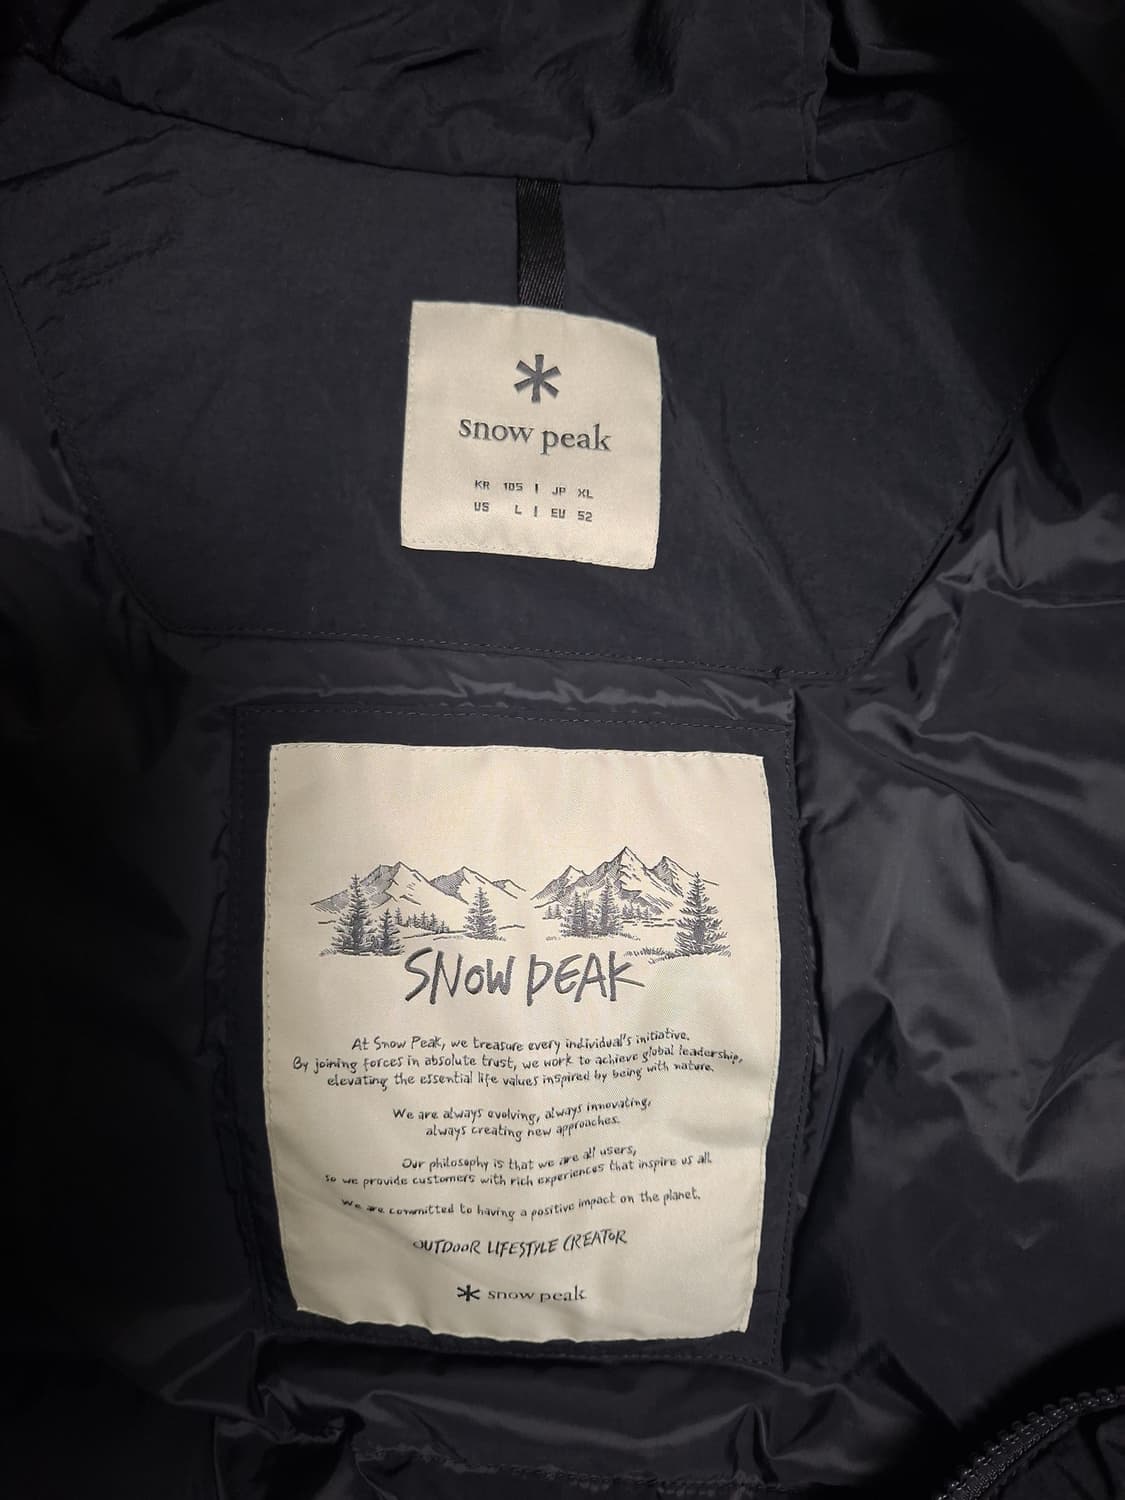 snow peak
KR 105 | JP XL
US L | EU 52
SNOW PEAK
At Snow Peak, we treasure every individual's initiative.
By joining forces in absolute trust, we work to achieve global leadership,
elevating the essential life values inspired by being with nature.
We are always evolving, always innovating,
always creating new approaches.
Our philosophy is that we are all users,
so we provide customers with rich experiences that inspire us all.
We are committed to having a positive impact on the planet.
OUTDOOR LIFESTYLE CREATOR
snow peak